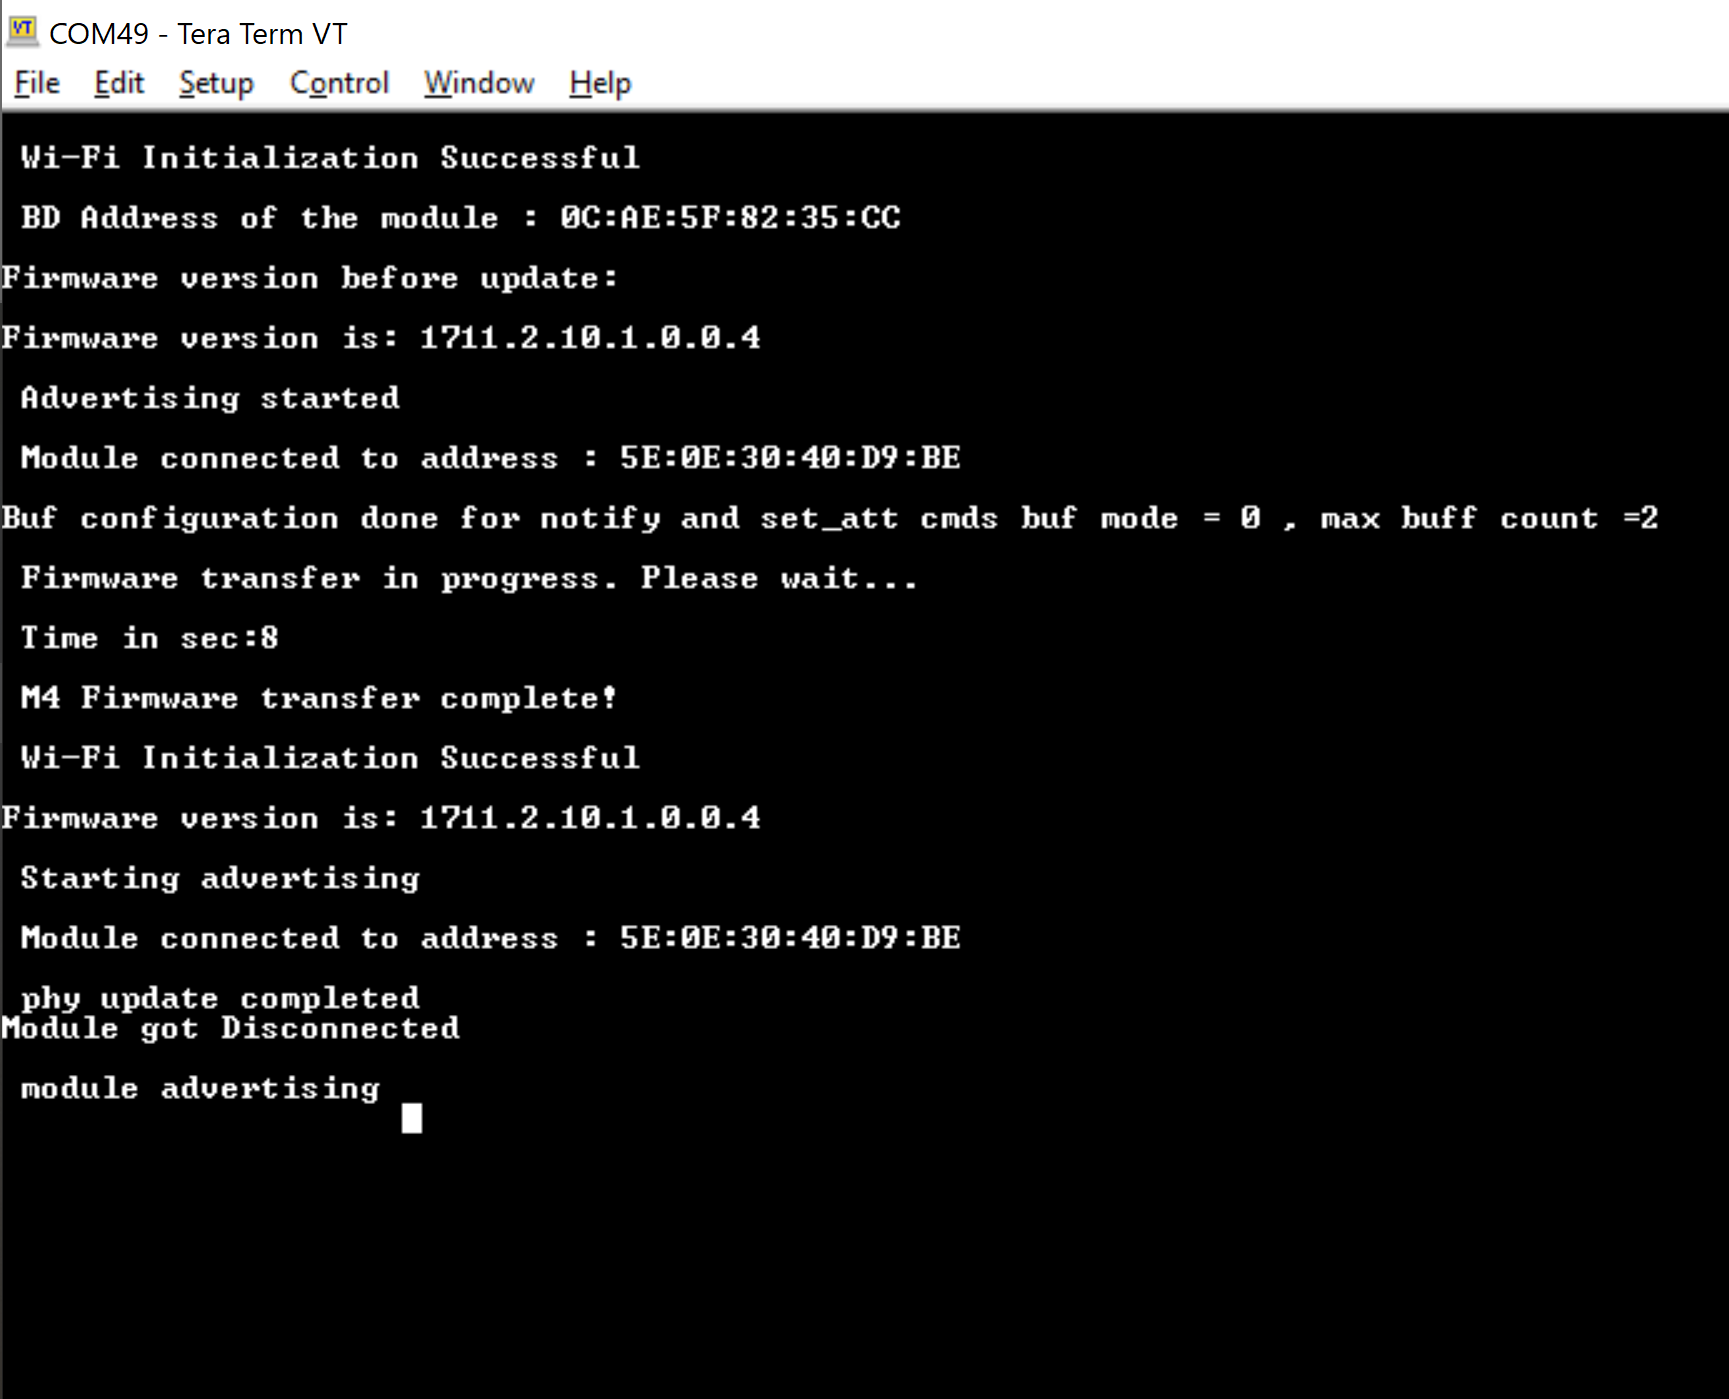 COM49 - Tera Term VT
File Edit Setup Control Window Help
Wi-Fi Initialization Successful
BD Address of the module : 0C:AE:5F:82:35:CC
Firmware version before update:
Firmware version is: 1711.2.10.1.0.0.4
Advertising started
Module connected to address : 5E:0E:30:40:D9:BE
Buf configuration done for notify and set_att cmds buf mode = 0 , max buff count =2
Firmware transfer in progress. Please wait...
Time in sec:8
M4 Firmware transfer complete!
Wi-Fi Initialization Successful
Firmware version is: 1711.2.10.1.0.0.4
Starting advertising
Module connected to address : 5E:0E:30:40:D9:BE
phy update completed
Module got Disconnected
module advertising